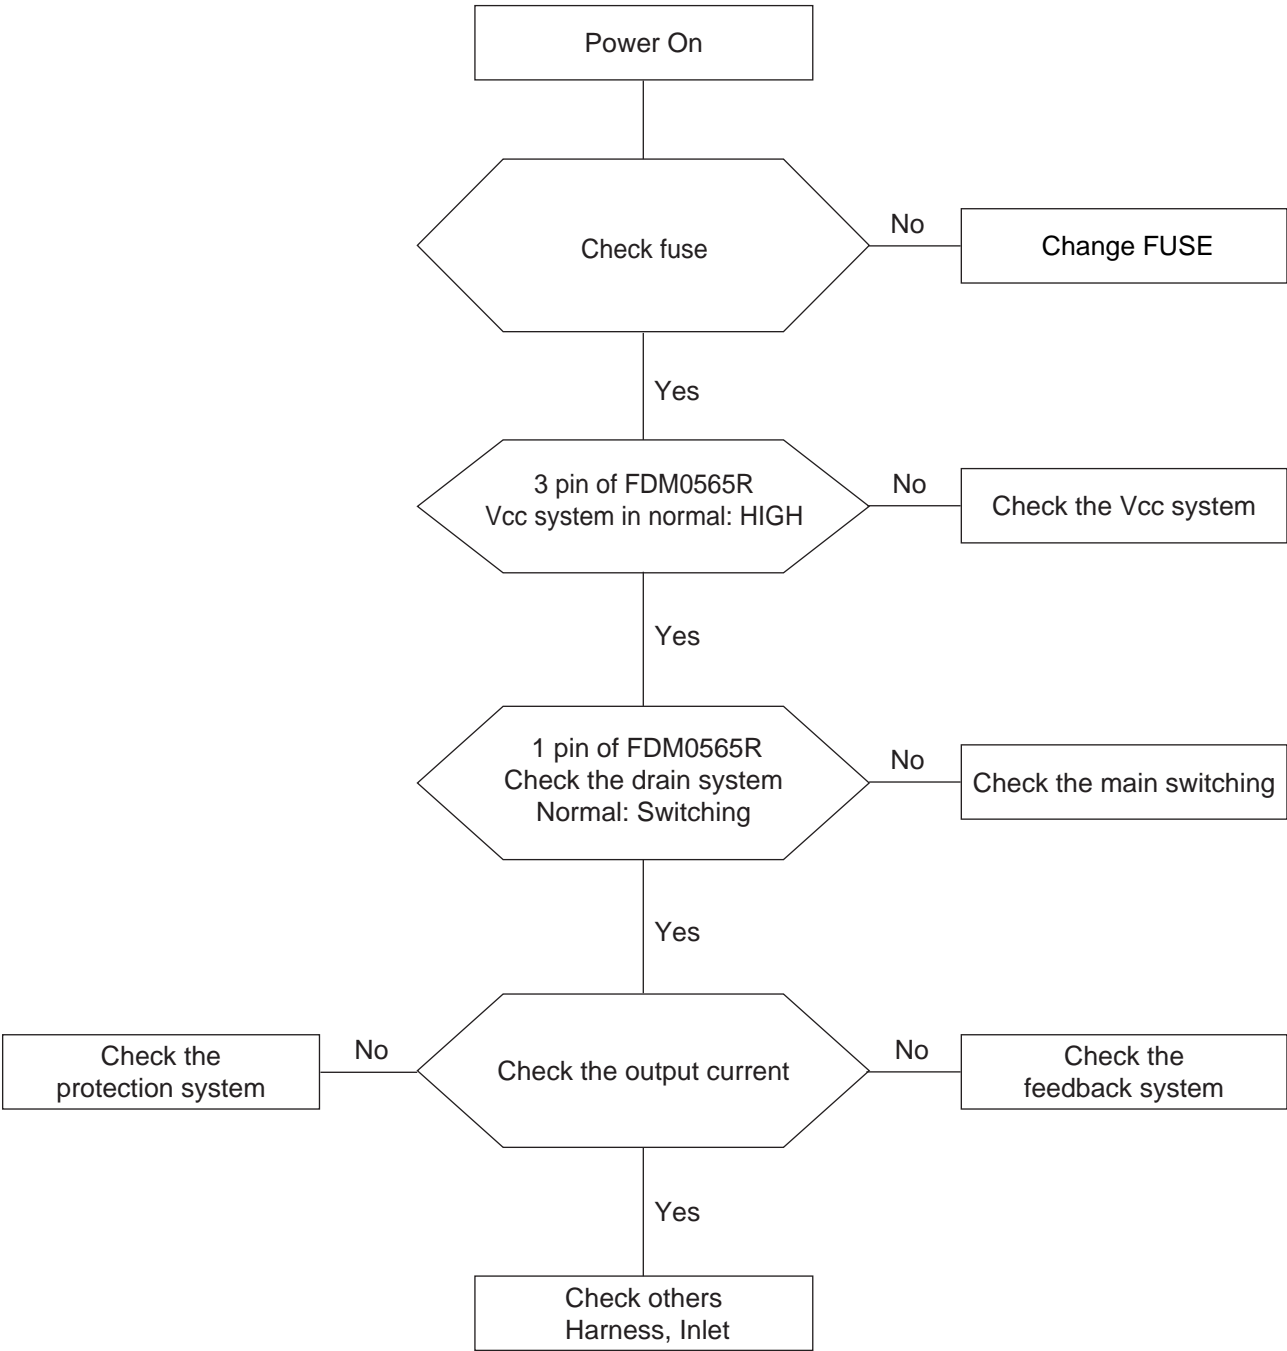 Power On
Check fuse
No
Change FUSE
Yes
3 pin of FDM0565R
Vcc system in normal: HIGH
No
Check the Vcc system
Yes
1 pin of FDM0565R
Check the drain system
Normal: Switching
No
Check the main switching
Yes
Check the
protection system
No
Check the output current
No
Check the
feedback system
Yes
Check others
Harness, Inlet